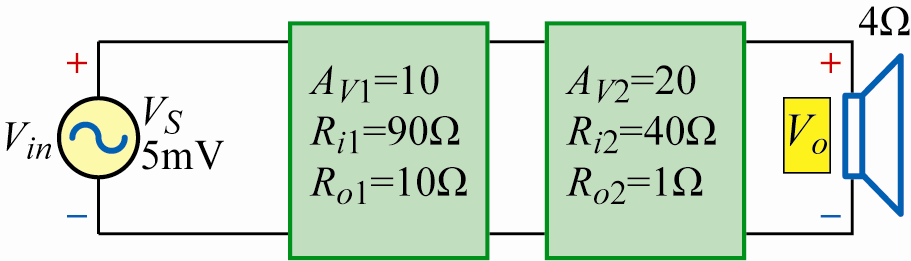 +
V_in
−
V_S
5mV
A_V1=10
R_i1=90Ω
R_o1=10Ω
A_V2=20
R_i2=40Ω
R_o2=1Ω
4Ω
+
V_o
−